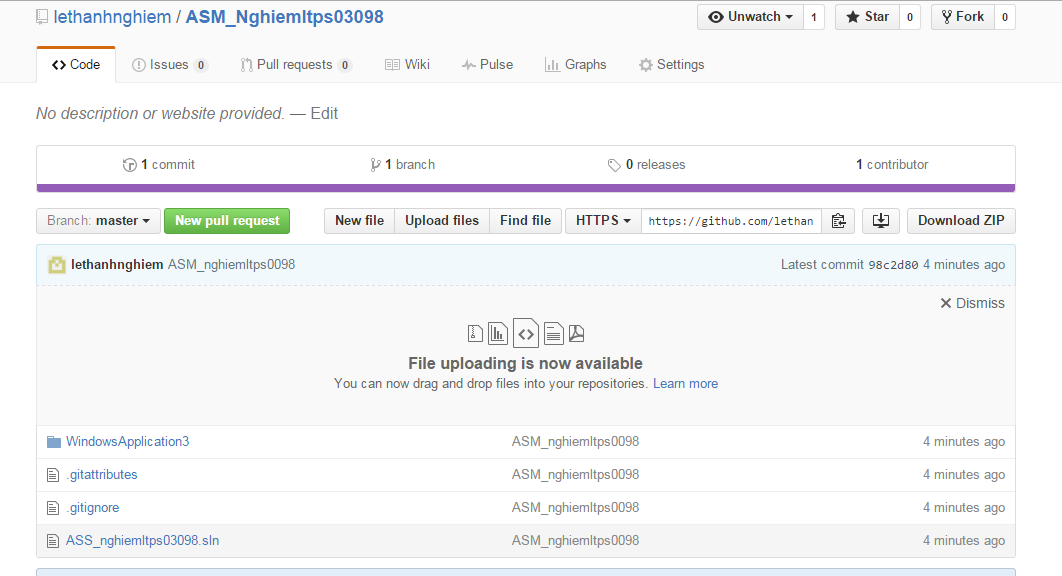 lethanhnghiem / ASM_Nghiemltps03098 Unwatch 1 Star 0 Fork 0
Code Issues 0 Pull requests 0 Wiki Pulse Graphs Settings
No description or website provided. — Edit
1 commit 1 branch 0 releases 1 contributor
Branch: master New pull request New file Upload files Find file HTTPS https://github.com/lethan Download ZIP
lethanhnghiem ASM_nghiemltps0098 Latest commit 98c2d80 4 minutes ago
Dismiss
File uploading is now available
You can now drag and drop files into your repositories. Learn more
WindowsApplication3 ASM_nghiemltps0098 4 minutes ago
.gitattributes ASM_nghiemltps0098 4 minutes ago
.gitignore ASM_nghiemltps0098 4 minutes ago
ASS_nghiemltps03098.sln ASM_nghiemltps0098 4 minutes ago